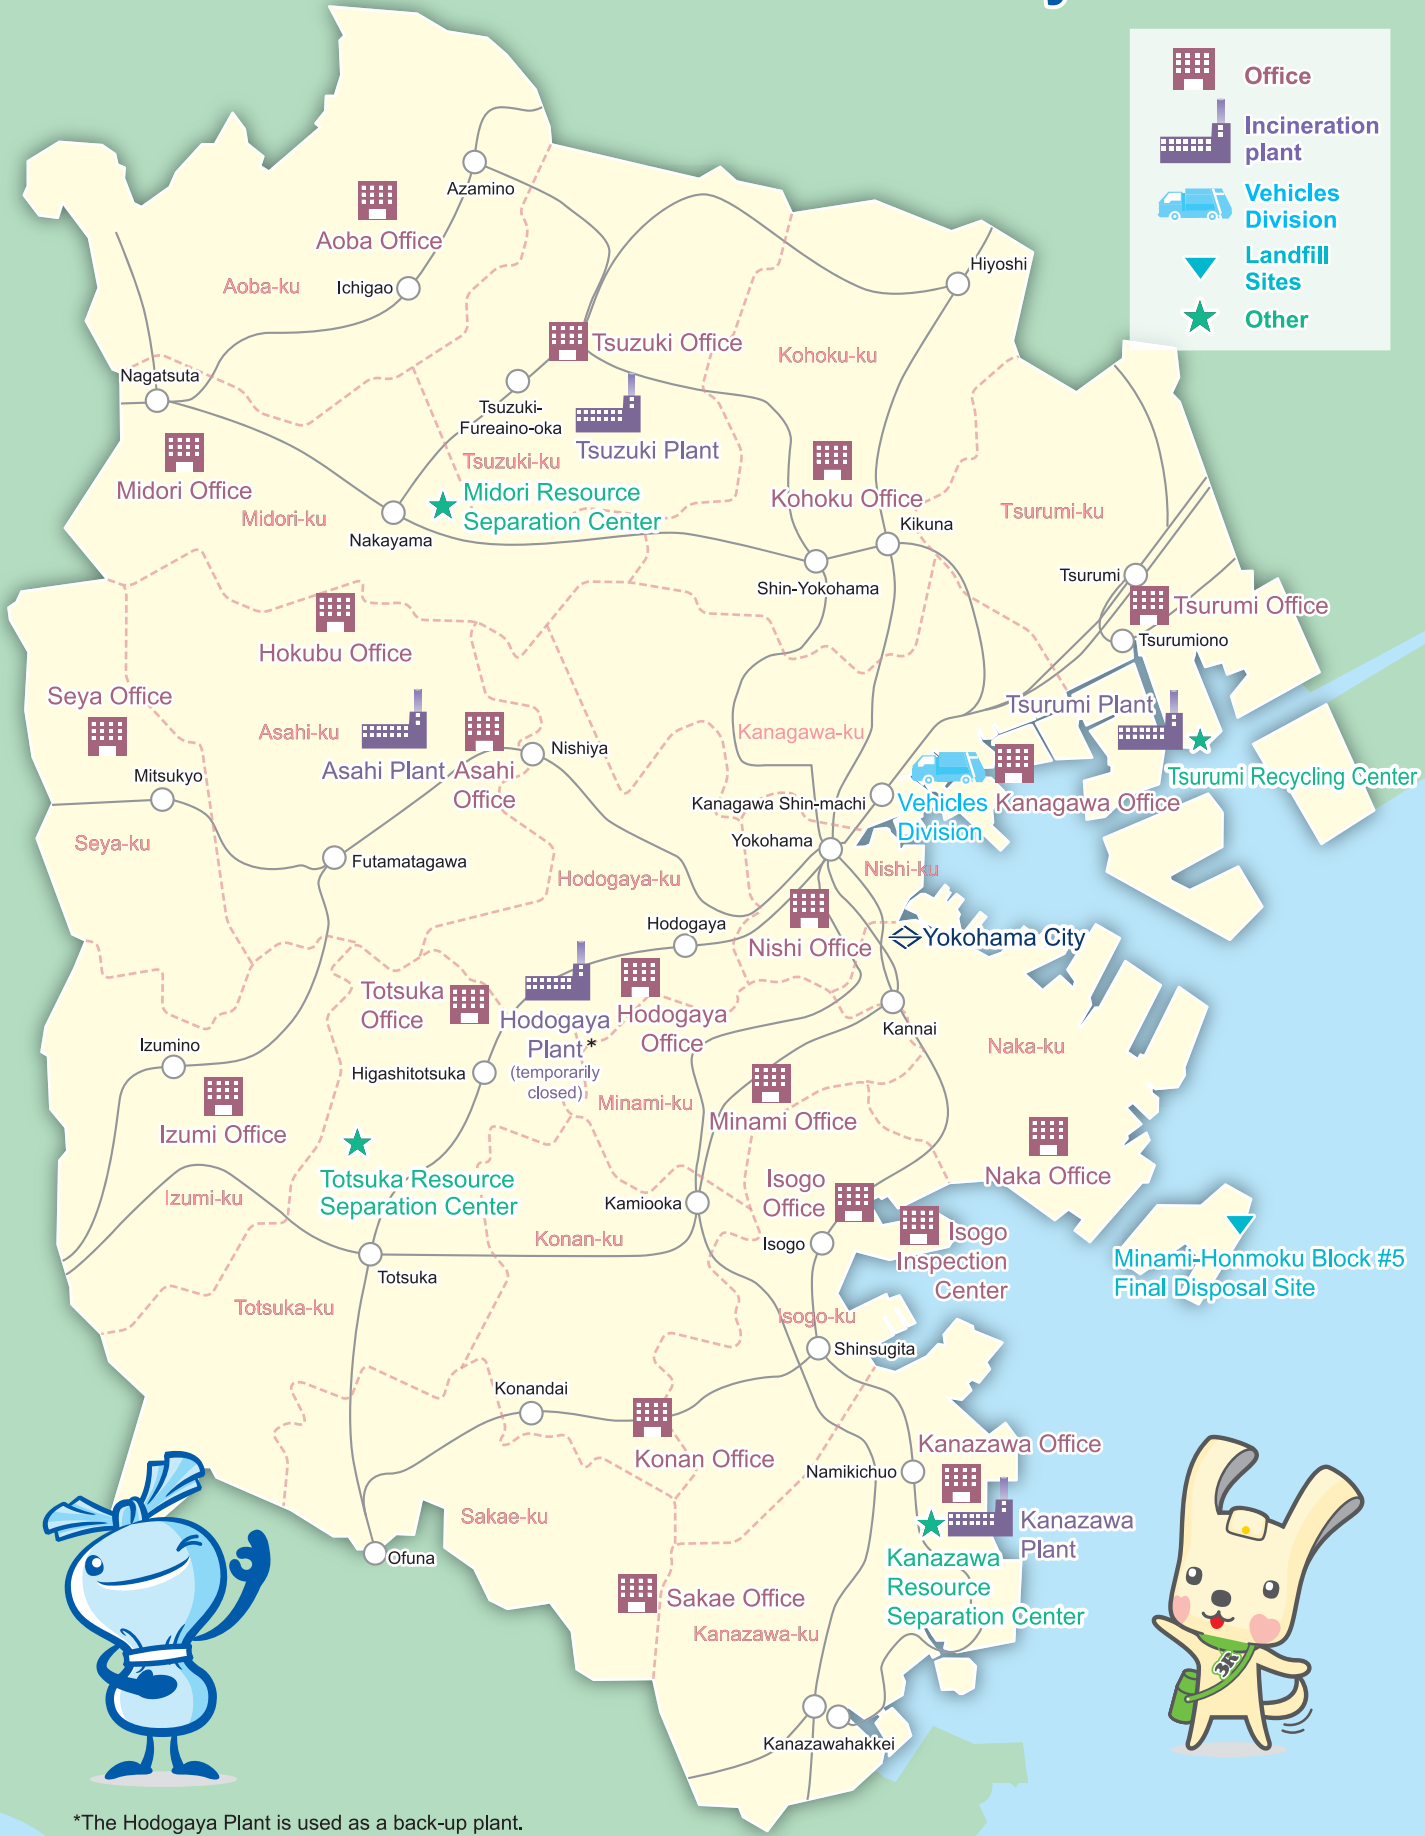 Office
Incineration
plant
Vehicles
Division
Landfill
Sites
Other
Azamino
Aoba Office
Aoba-ku
Ichigao
Hiyoshi
Tsuzuki Office
Kohoku-ku
Nagatsuta
Tsuzuki-
Fureaino-oka
Tsuzuki Plant
Tsuzuki-ku
Midori Office
Midori-ku
Midori Resource
Separation Center
Kohoku Office
Tsurumi-ku
Nakayama
Kikuna
Shin-Yokohama
Tsurumi
Tsurumi Office
Tsurumiono
Hokubu Office
Seya Office
Asahi-ku
Asahi Plant
Asahi
Office
Nishiya
Kanagawa-ku
Tsurumi Plant
Tsurumi Recycling Center
Mitsukyo
Kanagawa Shin-machi
Vehicles
Division
Kanagawa Office
Seya-ku
Futamatagawa
Yokohama
Nishi-ku
Hodogaya-ku
Hodogaya
Nishi Office
Yokohama City
Totsuka
Office
Hodogaya
Plant*
(temporarily
closed)
Hodogaya
Office
Kannai
Naka-ku
Izumino
Higashitotsuka
Minami-ku
Minami Office
Izumi Office
Naka Office
Totsuka Resource
Separation Center
Izumi-ku
Kamiooka
Isogo
Office
Isogo
Isogo
Inspection
Center
Konan-ku
Minami-Honmoku Block #5
Final Disposal Site
Totsuka
Totsuka-ku
Isogo-ku
Shinsugita
Konandai
Konan Office
Kanazawa Office
Namikichuo
Sakae-ku
Kanazawa
Plant
Ofuna
Kanazawa
Resource
Separation Center
Sakae Office
Kanazawa-ku
3R
Kanazawahakkei
*The Hodogaya Plant is used as a back-up plant.